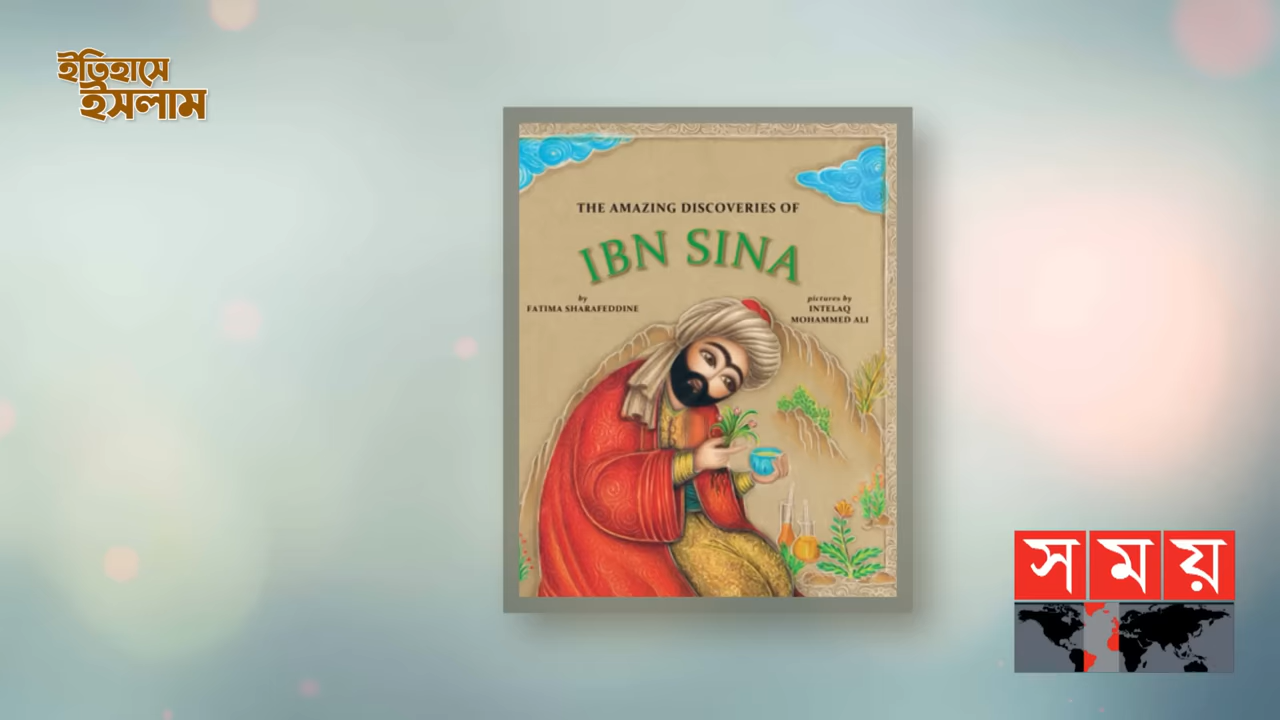 ইতিহাসে
ইসলাম
THE AMAZING DISCOVERIES OF
IBN SINA
by
FATIMA SHARAFEDDINE
pictures by
INTELAQ
MOHAMMED ALI
সময়